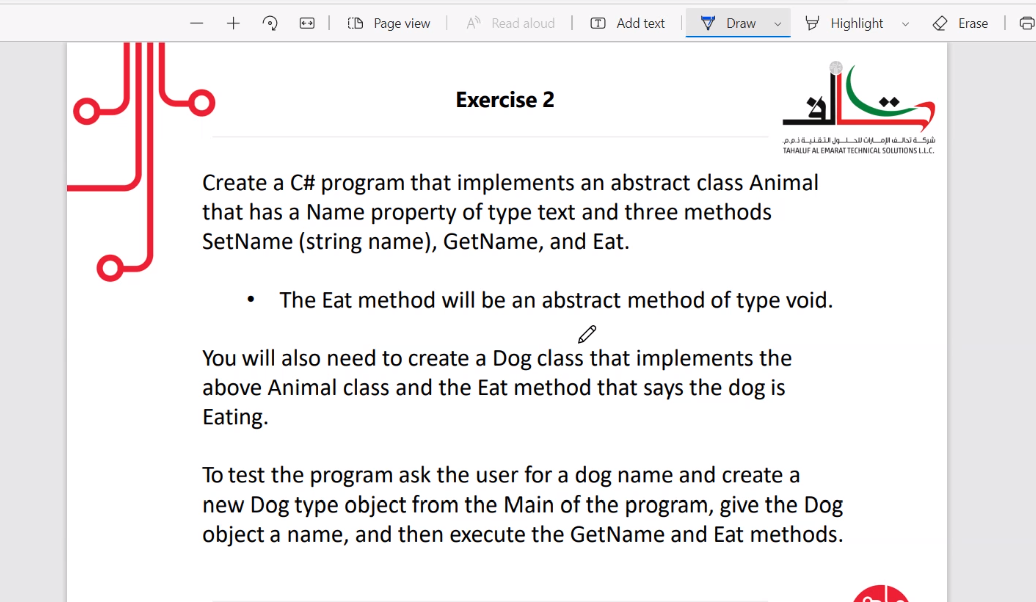 Page view
Read aloud
Add text
Draw
Highlight
Erase
Exercise 2
تحالف
شركة تحالف الإمارات للحلول التقنية ذ.م.م.
TAHALUF AL EMARAT TECHNICAL SOLUTIONS L.L.C.
Create a C# program that implements an abstract class Animal
that has a Name property of type text and three methods
SetName (string name), GetName, and Eat.
• The Eat method will be an abstract method of type void.
You will also need to create a Dog class that implements the
above Animal class and the Eat method that says the dog is
Eating.
To test the program ask the user for a dog name and create a
new Dog type object from the Main of the program, give the Dog
object a name, and then execute the GetName and Eat methods.